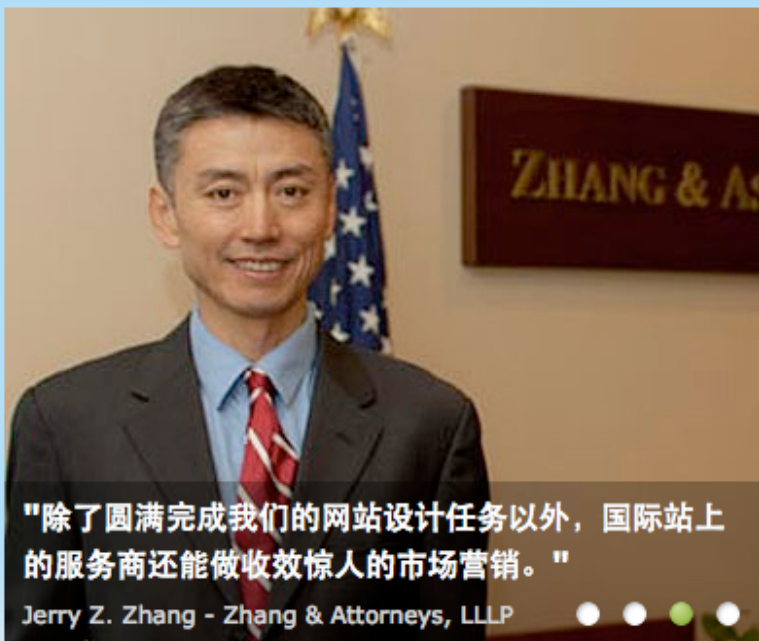 ZHANG & AS
"除了圆满完成我们的网站设计任务以外，国际站上
的服务商还能做收效惊人的市场营销。"
Jerry Z. Zhang - Zhang & Attorneys, LLLP